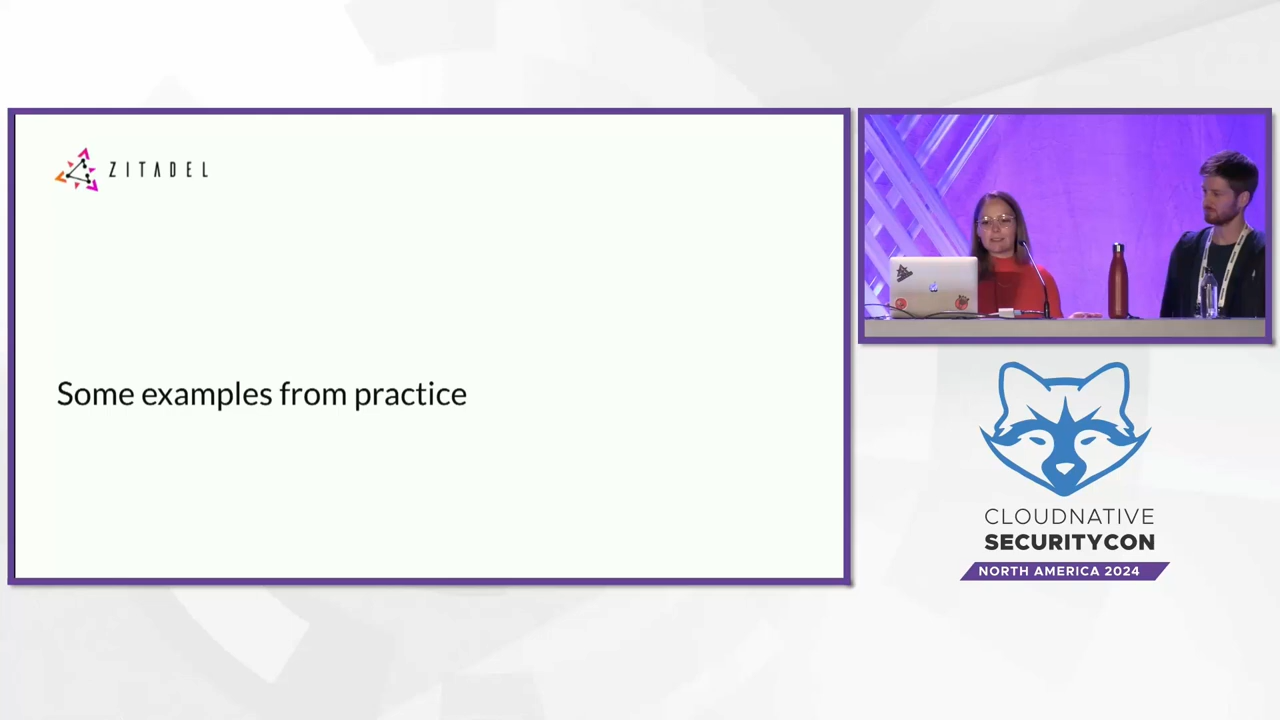 ZITADEL
Some examples from practice
CLOUDNATIVE
SECURITYCON
NORTH AMERICA 2024